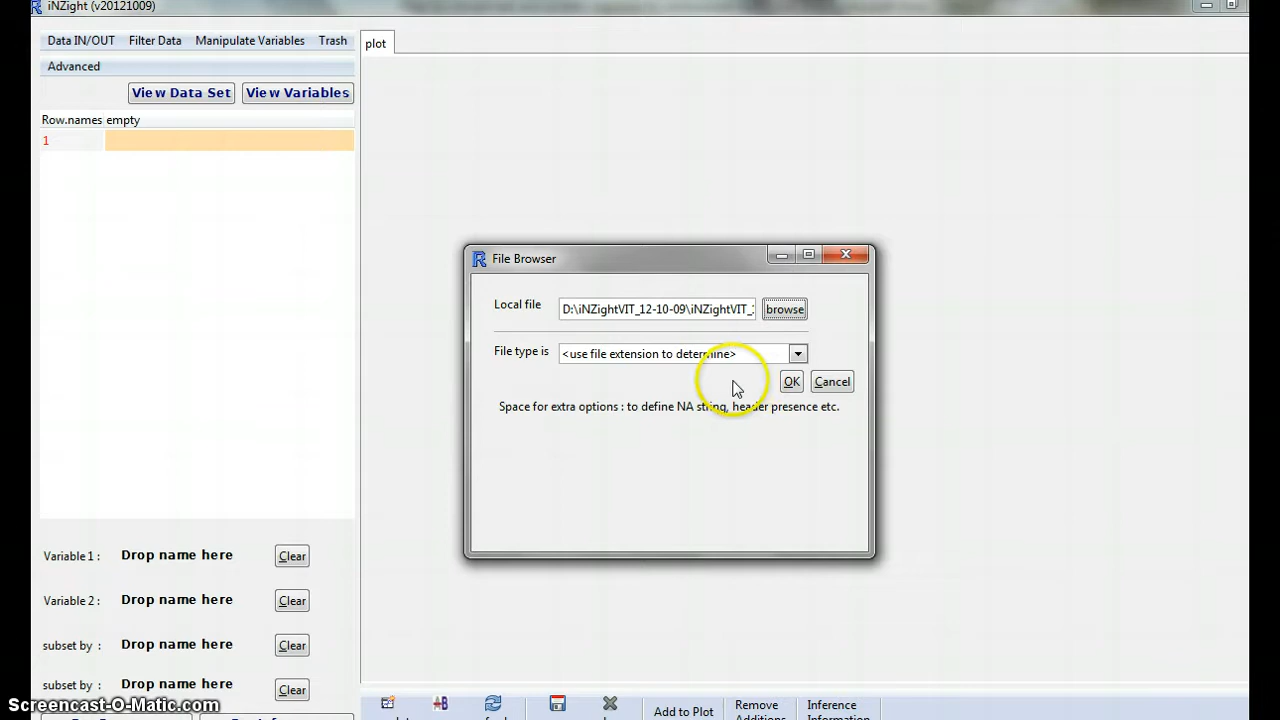 iNZight (v20121009)
Data IN/OUT Filter Data Manipulate Variables Trash
Advanced
View Data Set View Variables
Row.names empty
1
plot
File Browser
Local file D:\iNZightVIT_12-10-09\iNZightVIT_
browse
File type is <use file extension to determine>
OK Cancel
Space for extra options : to define NA string, header presence etc.
Variable 1 : Drop name here Clear
Variable 2 : Drop name here Clear
subset by : Drop name here Clear
subset by : Drop name here Clear
Add to Plot
Remove
Inference
Screencast-O-Matic.com